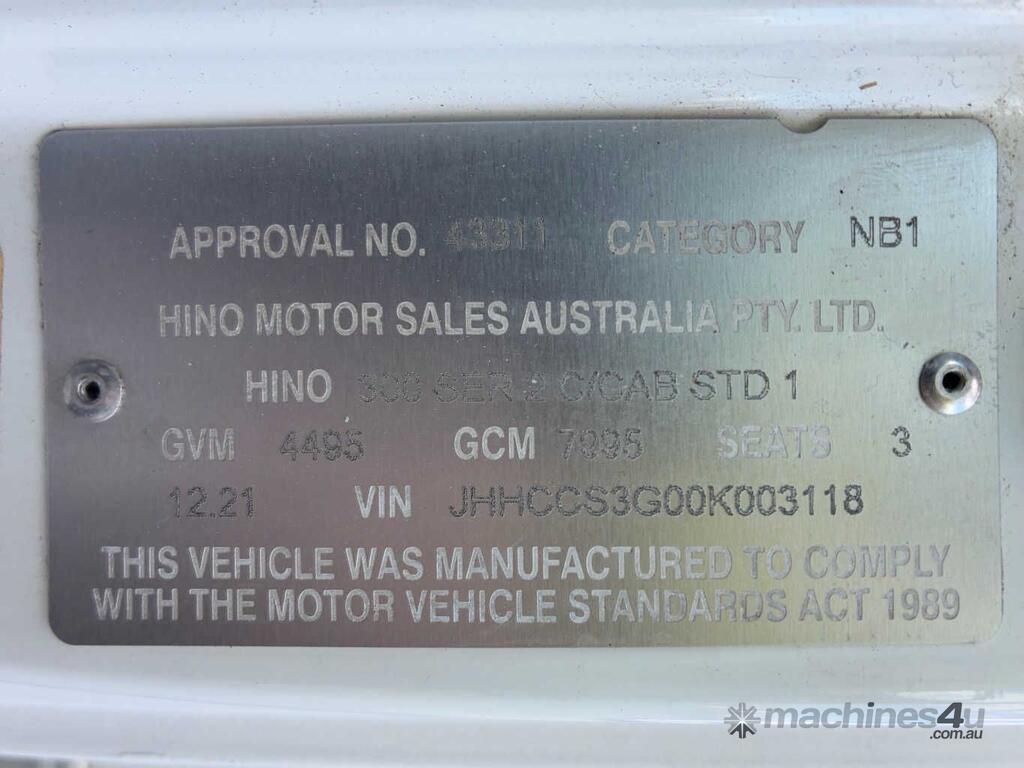 APPROVAL NO. 43311 CATEGORY NB1
HINO MOTOR SALES AUSTRALIA PTY. LTD.
HINO 300 SER 2 C/CAB STD 1
GVM 4495 GCM 7995 SEATS 3
12.21 VIN JHHCCS3G00K003118
THIS VEHICLE WAS MANUFACTURED TO COMPLY
WITH THE MOTOR VEHICLE STANDARDS ACT 1989
machines4u
.com.au